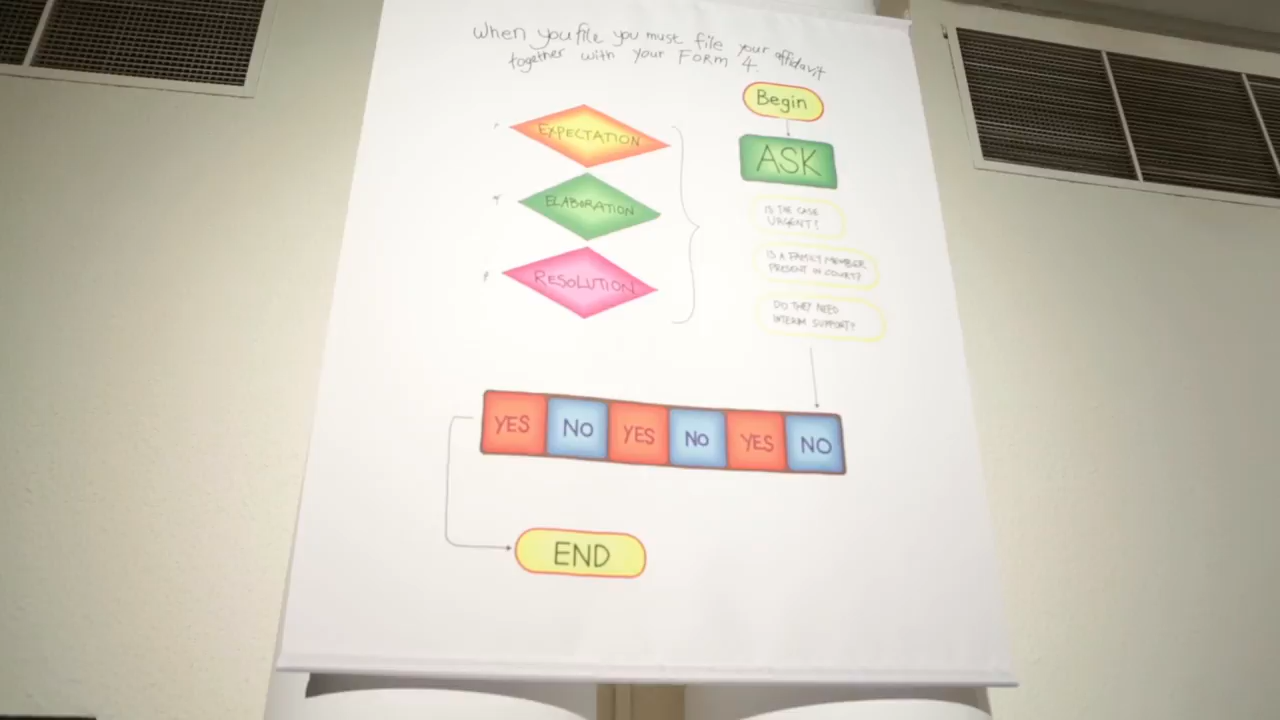 When you file you must file your affidavit
together with your FORM 4.
Begin
ASK
EXPECTATION
ELABORATION
RESOLUTION
IS THE CASE
URGENT?
IS A FAMILY MEMBER
PRESENT IN COURT?
DO THEY NEED
INTERIM SUPPORT?
YES NO YES NO YES NO
END